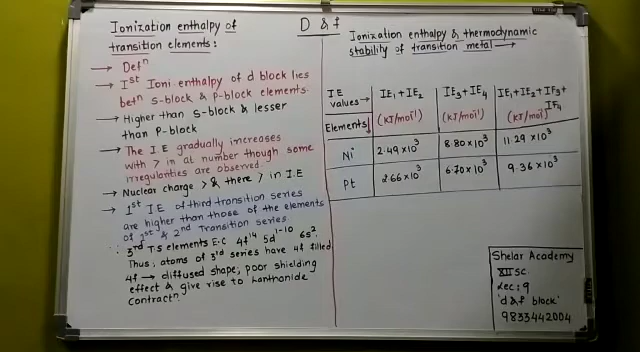 D & f
Ionization enthalpy of
transition elements:
→ Defⁿ
→ Iˢᵗ Ioni enthalpy of d block lies
betⁿ S-block & P-block elements.
→ Higher than S-block & lesser
than P-block
→ The I E gradually increases
with > in at number though some
irregularities are observed.
→ Nuclear charge > & there > in I.E
→ 1ˢᵗ IE of third transition series
are higher than those of the elements
of 1ˢᵗ & 2ⁿᵈ Transition series
∵ 3ʳᵈ T.S elements E.C 4f¹⁴ 5d¹⁻¹⁰ 6s².
Thus, atoms of 3ʳᵈ series have 4f filled
4f → diffused shape, poor shielding
effect & give rise to Lanthanide
contractⁿ.
Ionization enthalpy & thermodynamic
stability of transition metal →
I E values→ | IE₁ + IE₂ (KJ/mol⁻¹) | IE₃ + IE₄ (KJ/mol⁻¹) | IE₁ + IE₂ + IE₃ + IE₄ (KJ/mol⁻¹)
Elements↓
Ni | 2.49 x 10³ | 8.80 x 10³ | 11.29 x 10³
Pt | 2.66 x 10³ | 6.70 x 10³ | 9.36 x 10³
Shelar Academy
XII SC.
Lec: 9
'd & f block'
9833442004